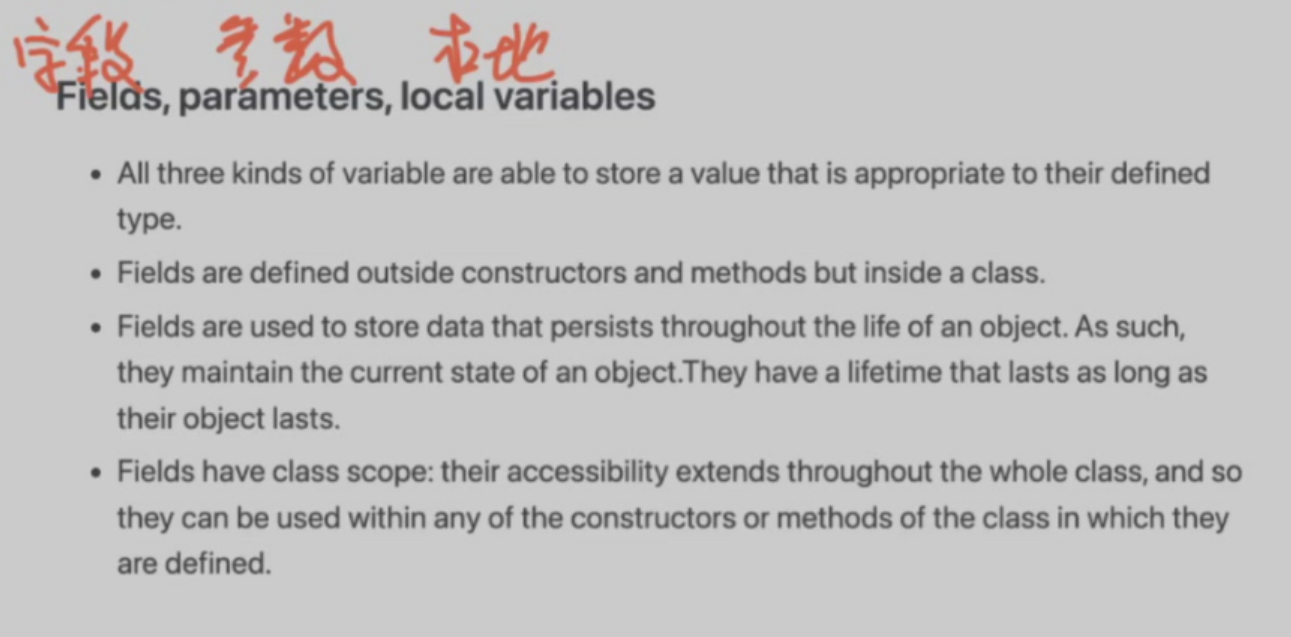 字段 参数 本地
Fields, parameters, local variables
• All three kinds of variable are able to store a value that is appropriate to their defined
type.
• Fields are defined outside constructors and methods but inside a class.
• Fields are used to store data that persists throughout the life of an object. As such,
they maintain the current state of an object.They have a lifetime that lasts as long as
their object lasts.
• Fields have class scope: their accessibility extends throughout the whole class, and so
they can be used within any of the constructors or methods of the class in which they
are defined.